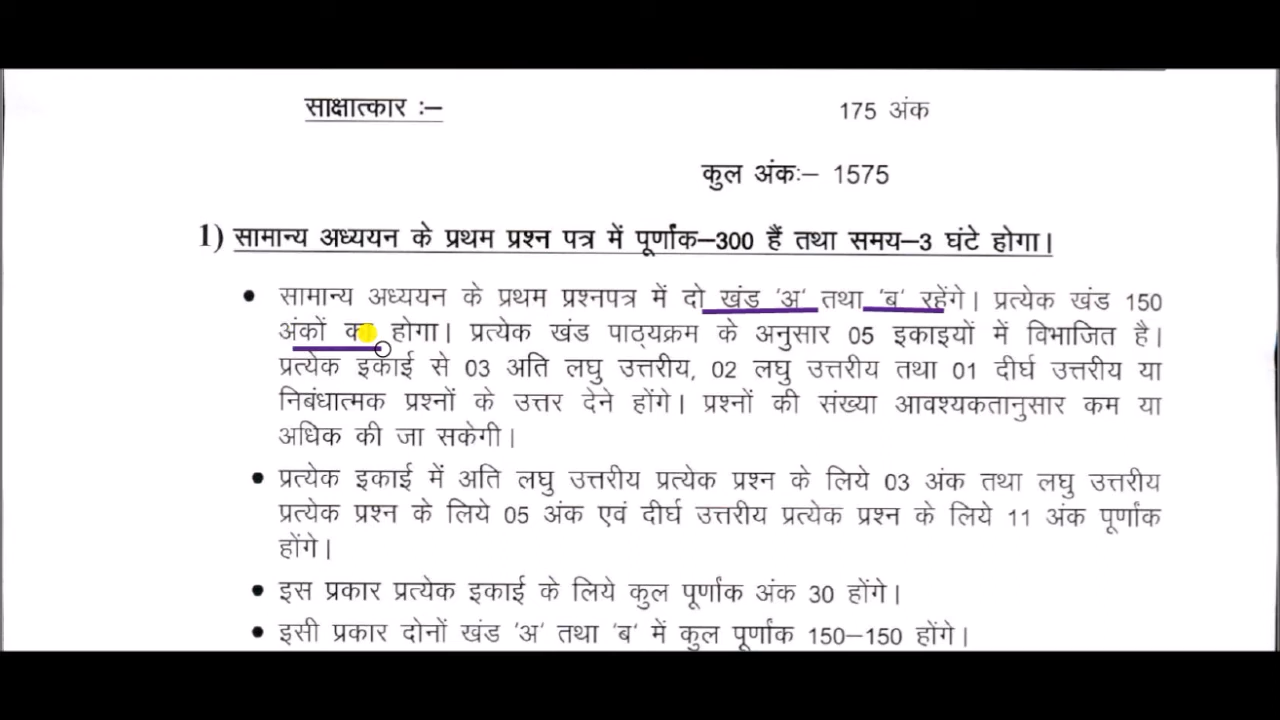 साक्षात्कार :– 175 अंक
कुल अंकः– 1575
1) सामान्य अध्ययन के प्रथम प्रश्न पत्र में पूर्णांक–300 हैं तथा समय–3 घंटे होगा।
• सामान्य अध्ययन के प्रथम प्रश्नपत्र में दो खंड ‘अ’ तथा ‘ब’ रहेंगे। प्रत्येक खंड 150
अंकों का होगा। प्रत्येक खंड पाठ्यक्रम के अनुसार 05 इकाइयों में विभाजित है।
प्रत्येक इकाई से 03 अति लघु उत्तरीय, 02 लघु उत्तरीय तथा 01 दीर्घ उत्तरीय या
निबंधात्मक प्रश्नों के उत्तर देने होंगे। प्रश्नों की संख्या आवश्यकतानुसार कम या
अधिक की जा सकेगी।
• प्रत्येक इकाई में अति लघु उत्तरीय प्रत्येक प्रश्न के लिये 03 अंक तथा लघु उत्तरीय
प्रत्येक प्रश्न के लिये 05 अंक एवं दीर्घ उत्तरीय प्रत्येक प्रश्न के लिये 11 अंक पूर्णांक
होंगे।
• इस प्रकार प्रत्येक इकाई के लिये कुल पूर्णांक अंक 30 होंगे।
• इसी प्रकार दोनों खंड ‘अ’ तथा ‘ब’ में कुल पूर्णांक 150–150 होंगे।